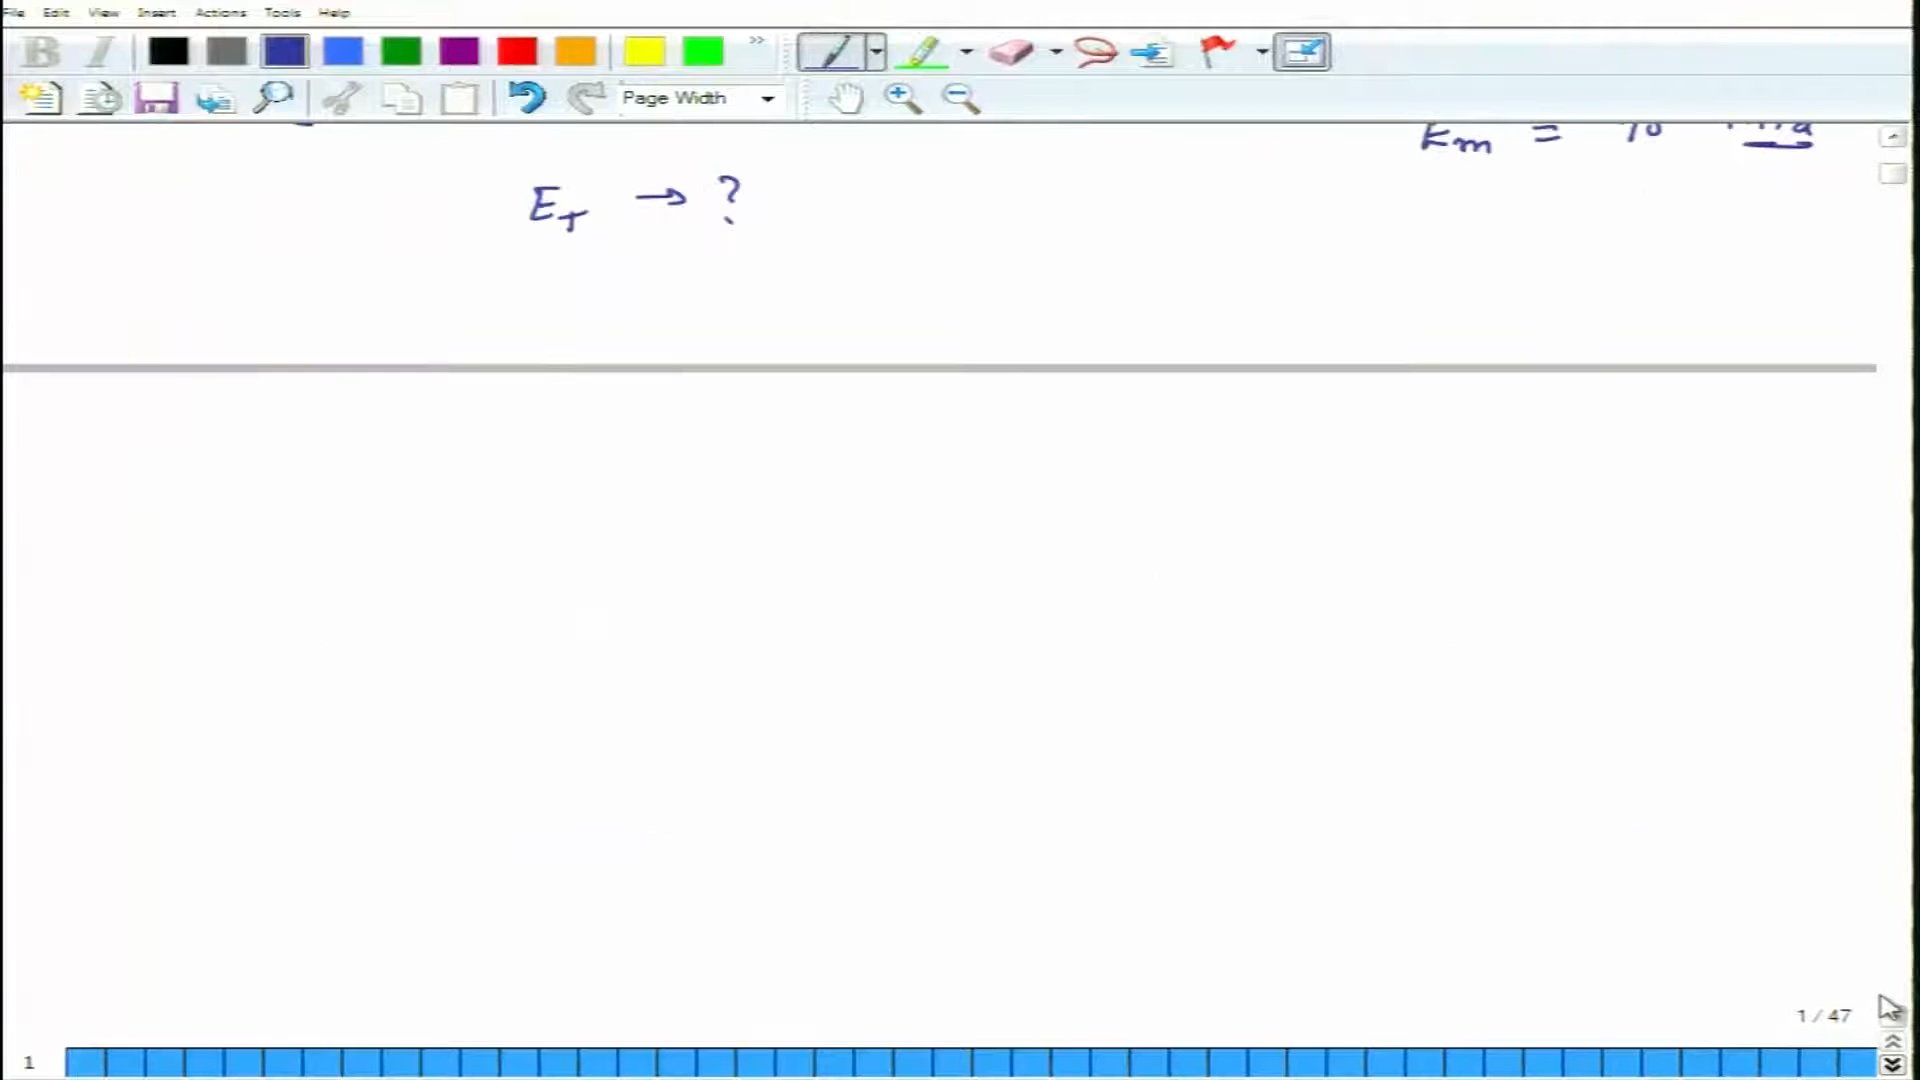 File Edit View Insert Actions Tools Help
B I
Page Width
Em =
ET → ?
1 / 47
1